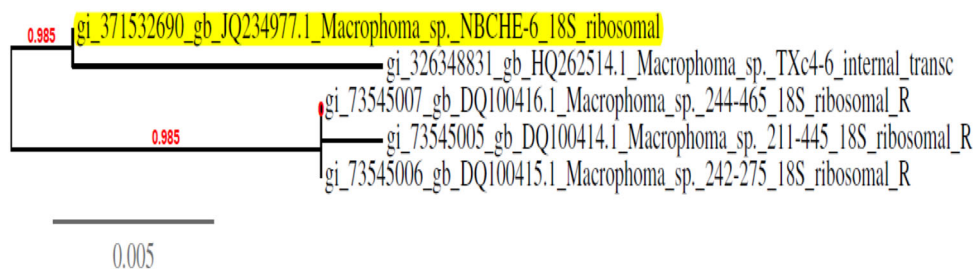 0.985
gi_371532690_gb_JQ234977.1_Macrophoma_sp._NBCHE-6_18S_ribosomal
gi_326348831_gb_HQ262514.1_Macrophoma_sp._TXc4-6_internal_transc
gi_73545007_gb_DQ100416.1_Macrophoma_sp._244-465_18S_ribosomal_R
0.985
gi_73545005_gb_DQ100414.1_Macrophoma_sp._211-445_18S_ribosomal_R
gi_73545006_gb_DQ100415.1_Macrophoma_sp._242-275_18S_ribosomal_R
0.005